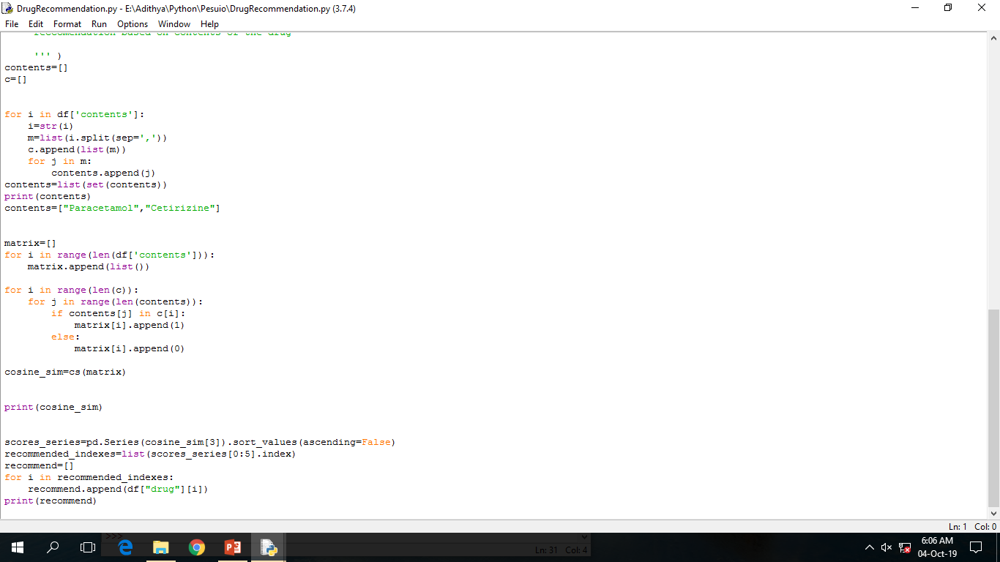 DrugRecommendation.py - E:\Adithya\Python\Pesuio\DrugRecommendation.py (3.7.4)
File Edit Format Run Options Window Help
reccomendation based on contents of the drug
''' )
contents=[]
c=[]
for i in df['contents']:
    i=str(i)
    m=list(i.split(sep=','))
    c.append(list(m))
    for j in m:
        contents.append(j)
contents=list(set(contents))
print(contents)
contents=["Paracetamol","Cetirizine"]
matrix=[]
for i in range(len(df['contents'])):
    matrix.append(list())
for i in range(len(c)):
    for j in range(len(contents)):
        if contents[j] in c[i]:
            matrix[i].append(1)
        else:
            matrix[i].append(0)
cosine_sim=cs(matrix)
print(cosine_sim)
scores_series=pd.Series(cosine_sim[3]).sort_values(ascending=False)
recommended_indexes=list(scores_series[0:5].index)
recommend=[]
for i in recommended_indexes:
    recommend.append(df["drug"][i])
print(recommend)
Ln: 1 Col: 0
>>>
Ln: 31 Col: 4
6:06 AM
04-Oct-19